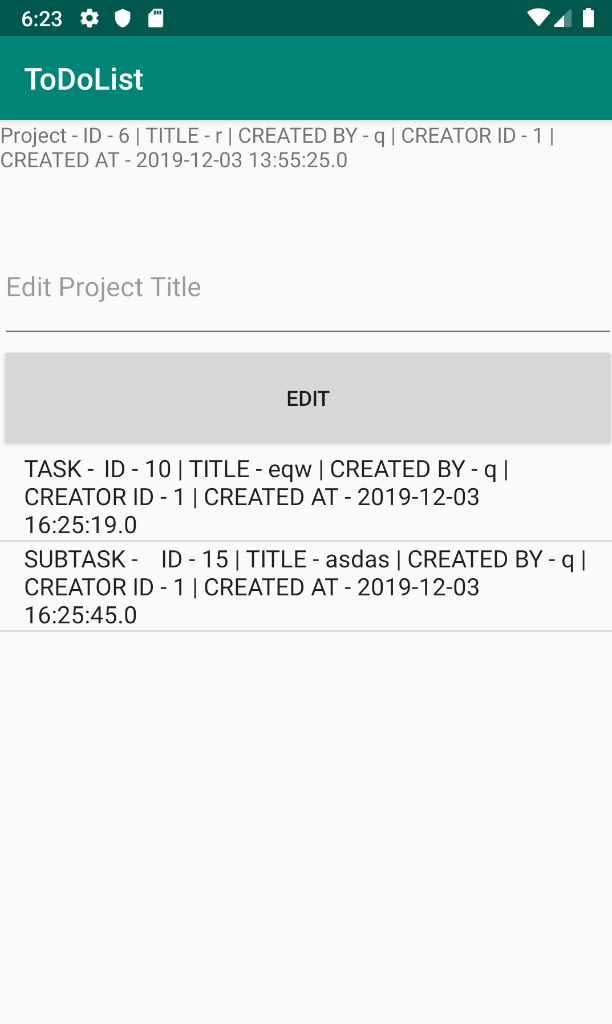 6:23
ToDoList
Project - ID - 6 | TITLE - r | CREATED BY - q | CREATOR ID - 1 |
CREATED AT - 2019-12-03 13:55:25.0
Edit Project Title
EDIT
TASK -  ID - 10 | TITLE - eqw | CREATED BY - q |
CREATOR ID - 1 | CREATED AT - 2019-12-03
16:25:19.0
SUBTASK -    ID - 15 | TITLE - asdas | CREATED BY - q |
CREATOR ID - 1 | CREATED AT - 2019-12-03
16:25:45.0